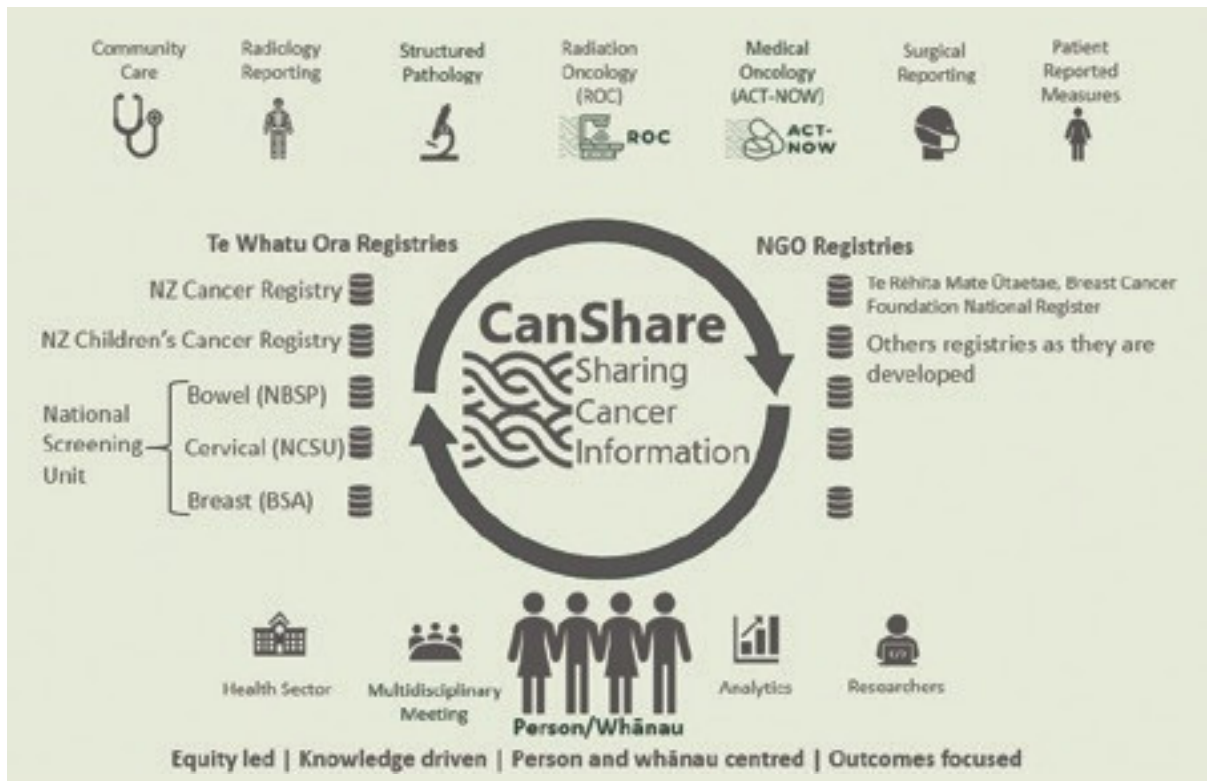 Community
Care
Radiology
Reporting
Structured
Pathology
Radiation
Oncology
(ROC)
Medical
Oncology
(ACT-NOW)
Surgical
Reporting
Patient
Reported
Measures
ROC
ACT-
NOW
Te Whatu Ora Registries
NZ Cancer Registry
NZ Children's Cancer Registry
National
Screening
Unit
Bowel (NBSP)
Cervical (NCSU)
Breast (BSA)
CanShare
Sharing
Cancer
Information
NGO Registries
Te Rēhita Mate Ūtaetae, Breast Cancer
Foundation National Register
Others registries as they are
developed
Health Sector
Multidisciplinary
Meeting
Person/Whānau
Analytics
Researchers
Equity led | Knowledge driven | Person and whānau centred | Outcomes focused